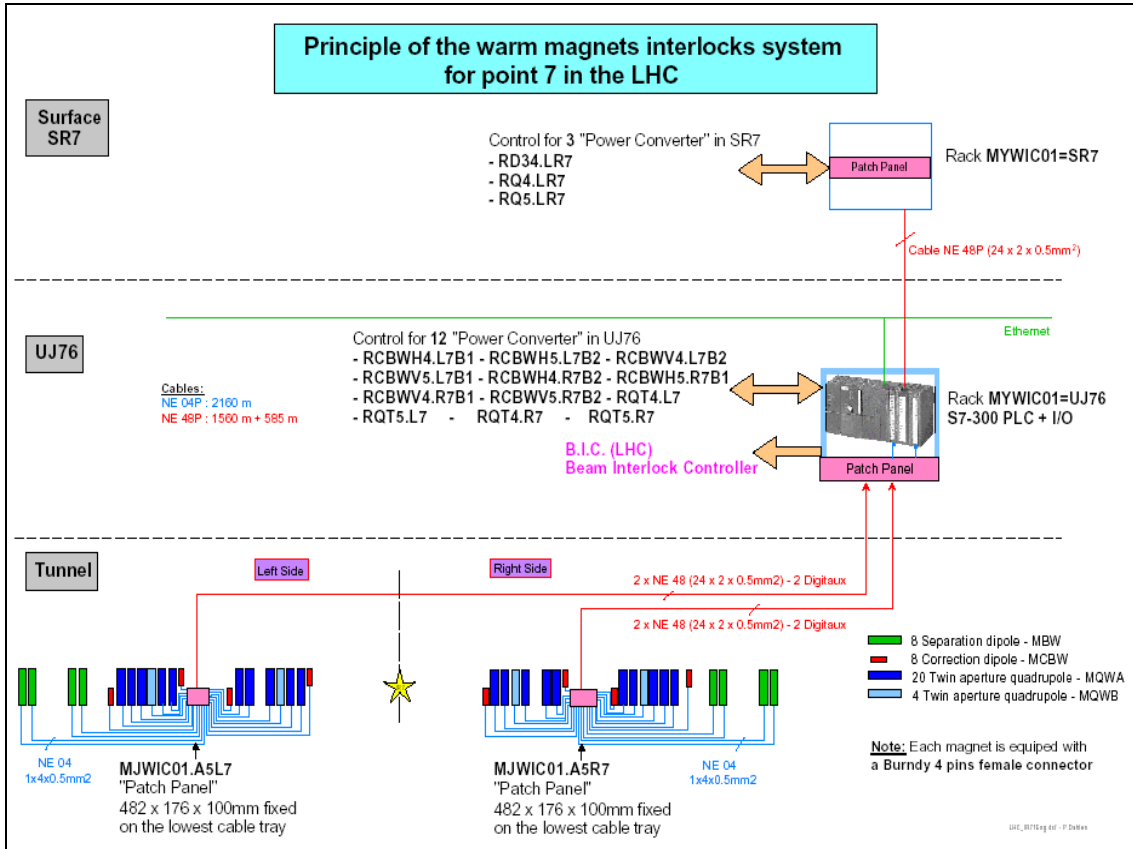 Principle of the warm magnets interlocks system
for point 7 in the LHC
Surface
SR7
Control for 3 "Power Converter" in SR7
- RD34.LR7
- RQ4.LR7
- RQ5.LR7
Patch Panel
Rack MYWIC01=SR7
Cable NE 48P (24 x 2 x 0.5mm²)
Ethernet
UJ76
Cables:
NE 04P : 2160 m
NE 48P : 1560 m + 585 m
Control for 12 "Power Converter" in UJ76
- RCBWH4.L7B1 - RCBWH5.L7B2 - RCBWV4.L7B2
- RCBWV5.L7B1 - RCBWH4.R7B2 - RCBWH5.R7B1
- RCBWV4.R7B1 - RCBWV5.R7B2 - RQT4.L7
- RQT5.L7 - RQT4.R7 - RQT5.R7
B.I.C. (LHC)
Beam Interlock Controller
Rack MYWIC01=UJ76
S7-300 PLC + I/O
Patch Panel
Tunnel
Left Side
Right Side
2 x NE 48 (24 x 2 x 0.5mm2) - 2 Digitaux
2 x NE 48 (24 x 2 x 0.5mm2) - 2 Digitaux
8 Separation dipole - MBW
8 Correction dipole - MCBW
20 Twin aperture quadrupole - MQWA
4 Twin aperture quadrupole - MQWB
Note: Each magnet is equiped with
a Burndy 4 pins female connector
NE 04
1x4x0.5mm2
MJWIC01.A5L7
"Patch Panel"
482 x 176 x 100mm fixed
on the lowest cable tray
MJWIC01.A5R7
"Patch Panel"
482 x 176 x 100mm fixed
on the lowest cable tray
NE 04
1x4x0.5mm2